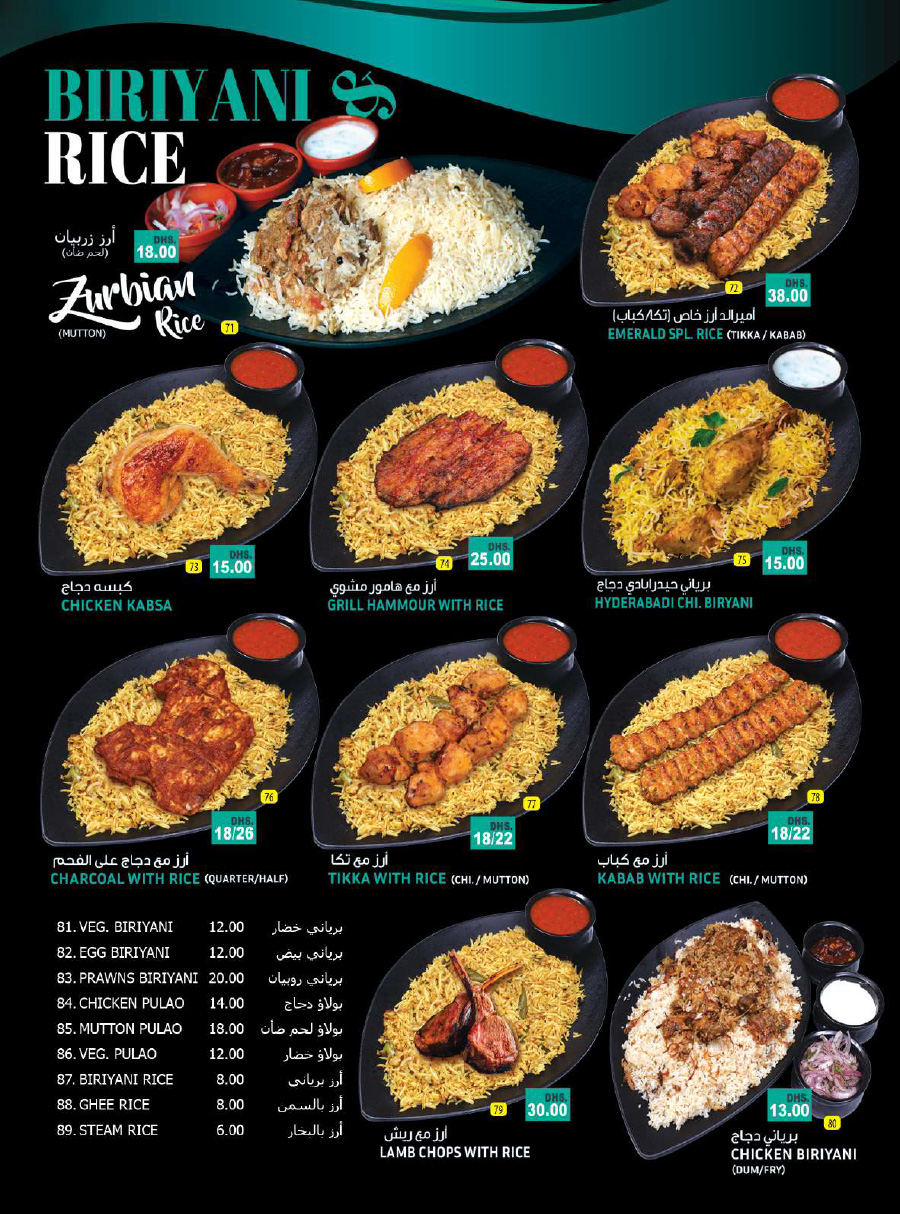 BIRIYANI &
RICE
أرز زربيان
(لحم ضأن)
DHS.
18.00
Zurbian
Rice
(MUTTON)
71
72
DHS.
38.00
أميرالد أرز خاص (تكا/كباب)
EMERALD SPL. RICE (TIKKA / KABAB)
73
DHS.
15.00
كبسه دجاج
CHICKEN KABSA
74
DHS.
25.00
أرز مع هامور مشوي
GRILL HAMMOUR WITH RICE
75
DHS.
15.00
برياني حيدرابادي دجاج
HYDERABADI CHI. BIRYANI
76
DHS.
18/26
أرز مع دجاج على الفحم
CHARCOAL WITH RICE (QUARTER/HALF)
77
DHS.
18/22
أرز مع تكا
TIKKA WITH RICE (CHI. / MUTTON)
78
DHS.
18/22
أرز مع كباب
KABAB WITH RICE (CHI. / MUTTON)
81. VEG. BIRIYANI 12.00 برياني خضار
82. EGG BIRIYANI 12.00 برياني بيض
83. PRAWNS BIRIYANI 20.00 برياني روبيان
84. CHICKEN PULAO 14.00 بولاؤ دجاج
85. MUTTON PULAO 18.00 بولاؤ لحم ضأن
86. VEG. PULAO 12.00 بولاؤ خضار
87. BIRIYANI RICE 8.00 أرز برياني
88. GHEE RICE 8.00 أرز بالسمن
89. STEAM RICE 6.00 أرز بالبخار
79
DHS.
30.00
أرز مع ريش
LAMB CHOPS WITH RICE
DHS.
13.00
80
برياني دجاج
CHICKEN BIRIYANI
(DUM/FRY)